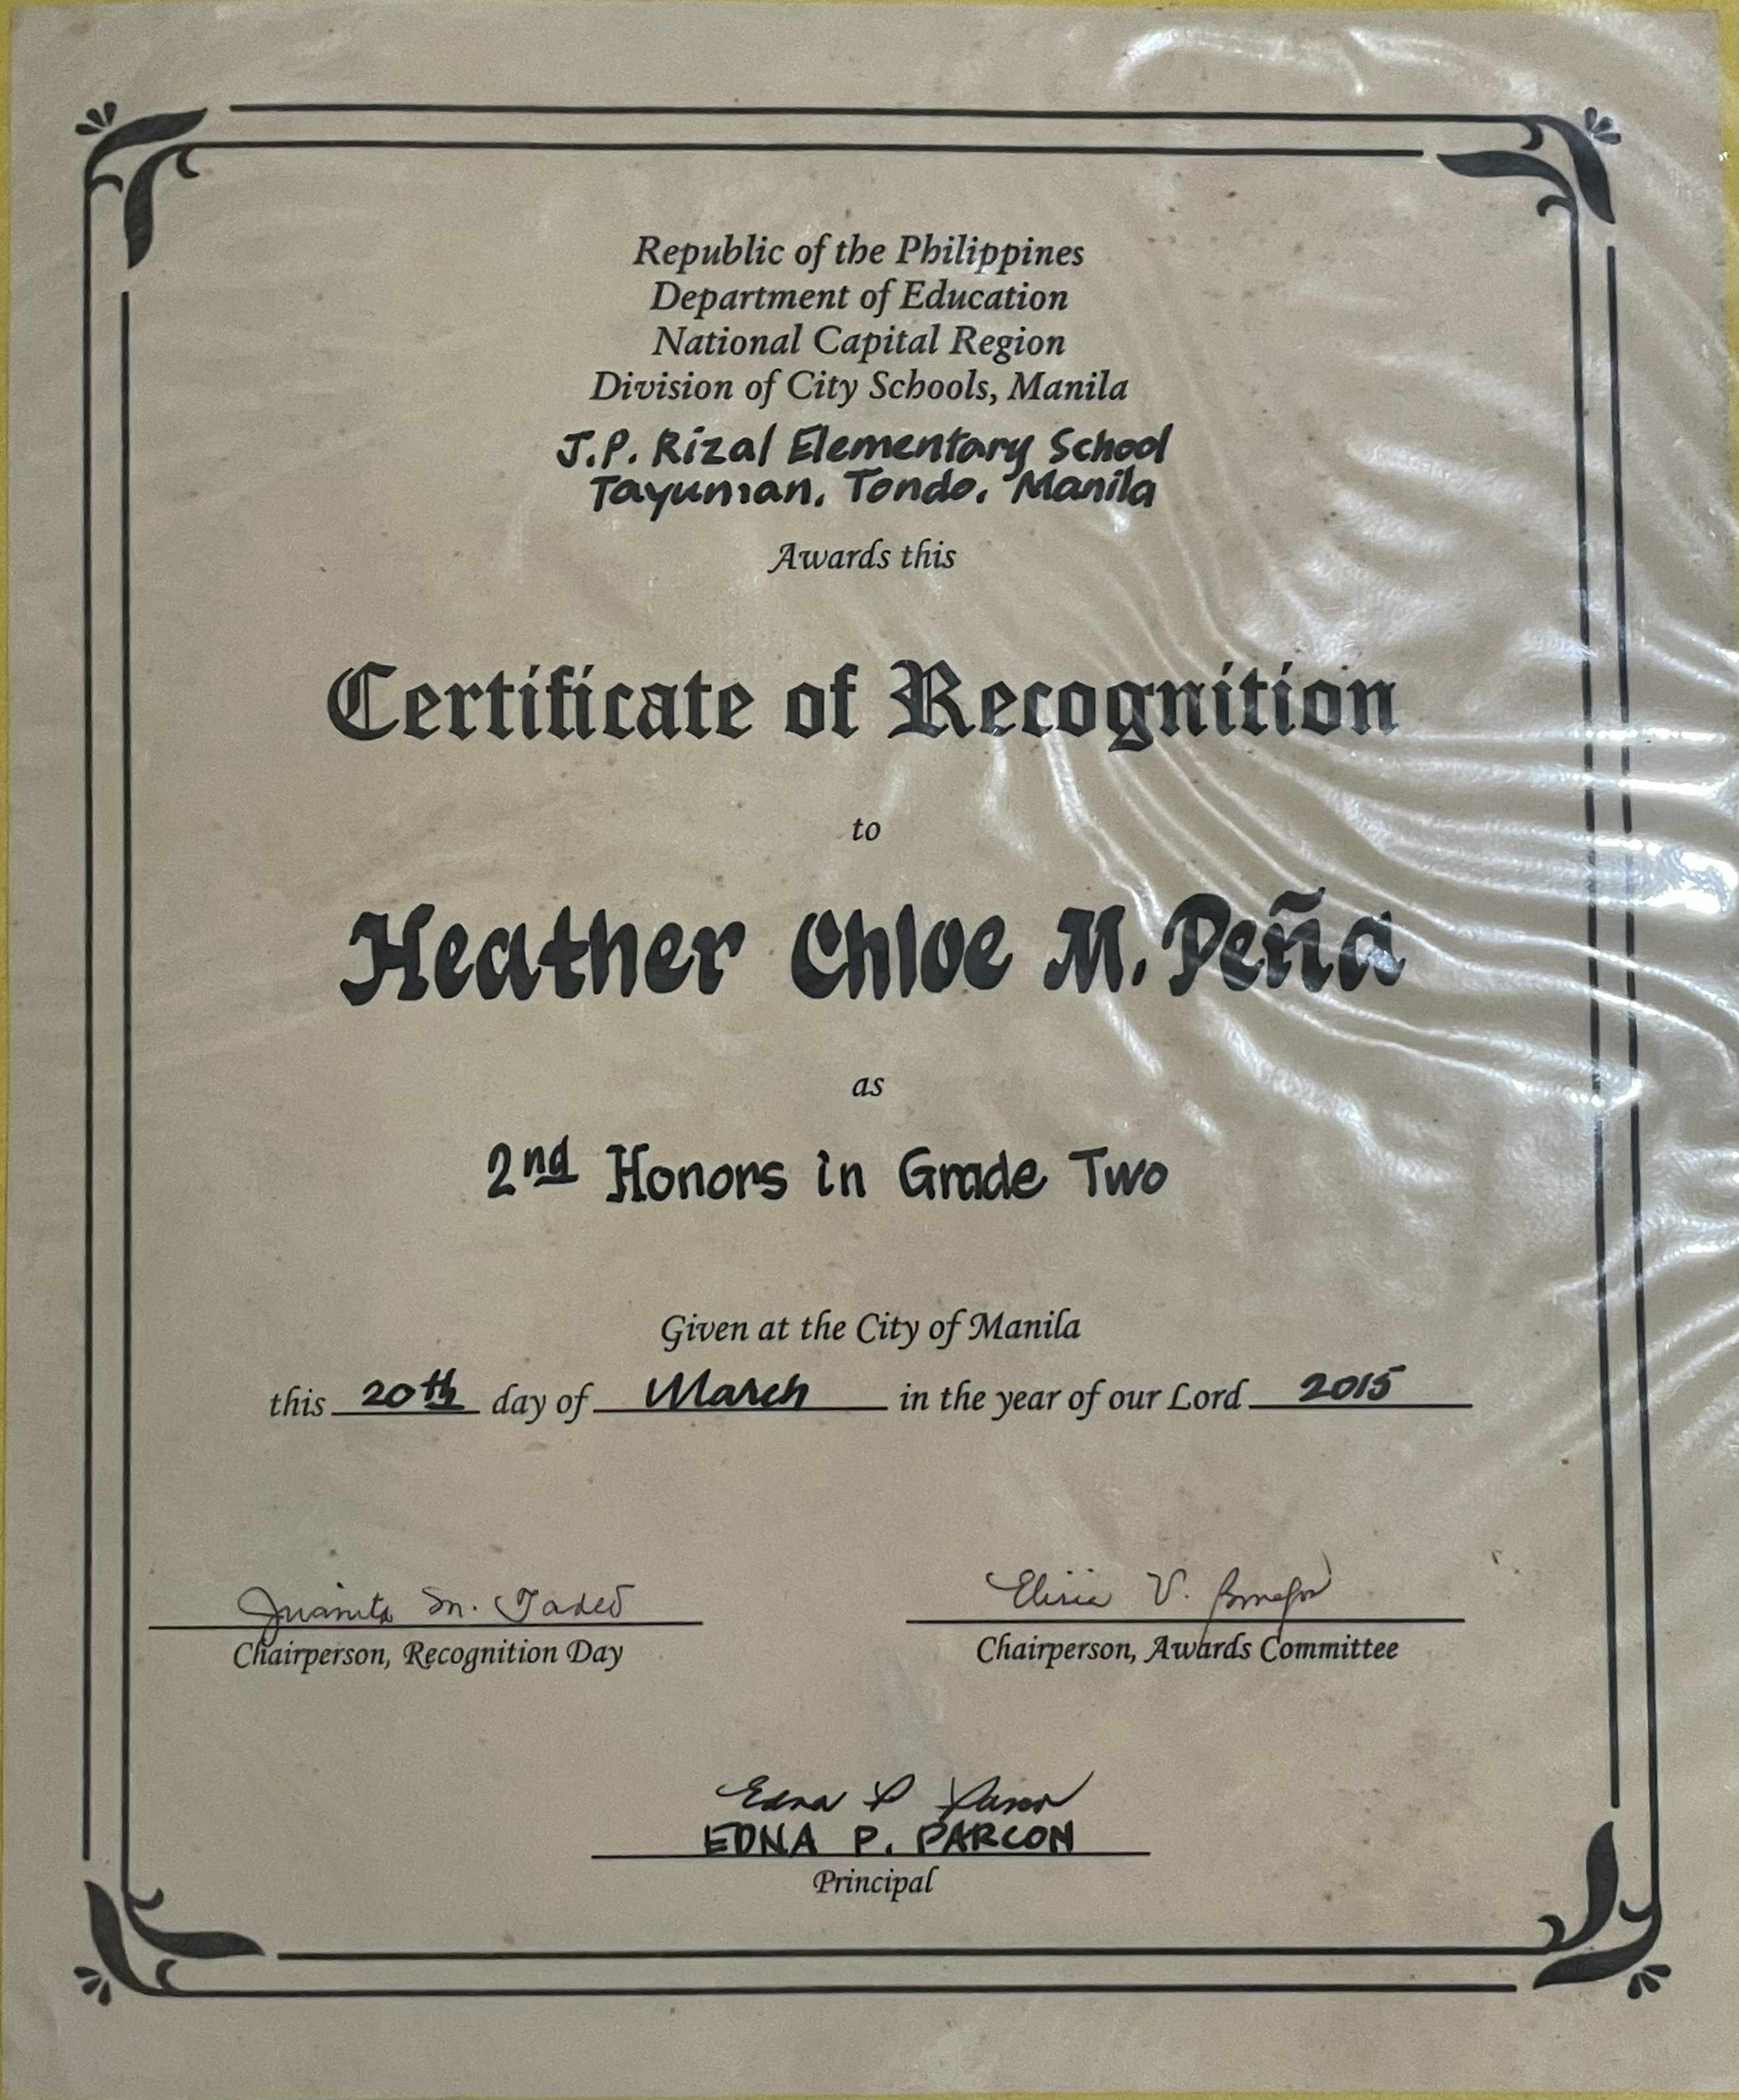 Republic of the Philippines
Department of Education
National Capital Region
Division of City Schools, Manila
J.P. Rizal Elementary School
Tayuman, Tondo, Manila
Awards this
Certificate of Recognition
to
Heather Chloe M. Peña
as
2nd Honors in Grade Two
Given at the City of Manila
this 20th day of March in the year of our Lord 2015
Juanita M. Tadeo
Elisia V.
Chairperson, Recognition Day
Chairperson, Awards Committee
Edna P. Parcon
EDNA P. PARCON
Principal